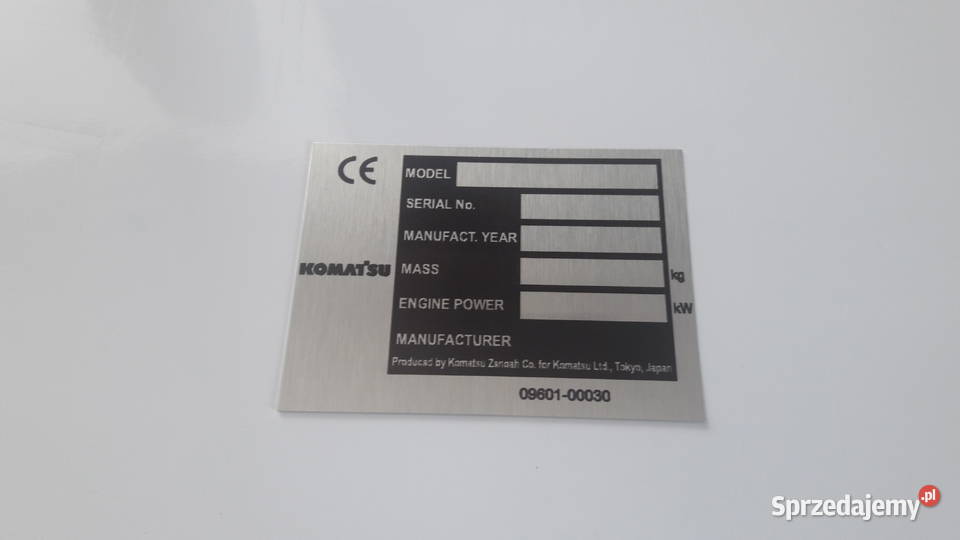 CE
MODEL
SERIAL No.
MANUFACT. YEAR
KOMATSU MASS kg
ENGINE POWER kW
MANUFACTURER
Produced by Komatsu Zenoah Co. for Komatsu Ltd., Tokyo, Japan
09601-00030
Sprzedajemy.pl